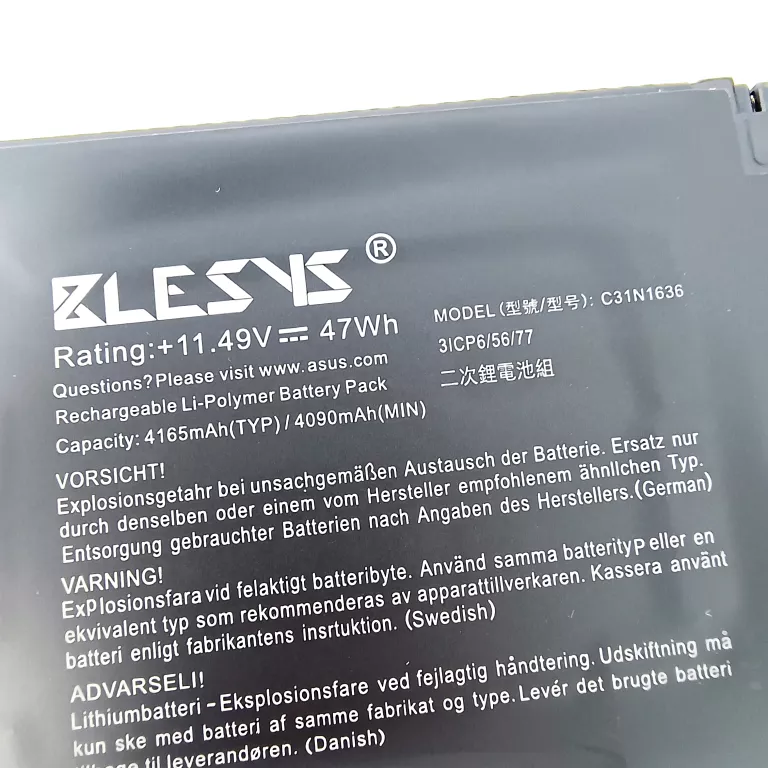 BLESYS®
Rating:+11.49V⎓ 47Wh
Questions?Please visit www.asus.com
Rechargeable Li-Polymer Battery Pack
Capacity: 4165mAh(TYP)/4090mAh(MIN)
MODEL(型號/型号): C31N1636
3ICP6/56/77
二次鋰電池組
VORSICHT!
Explosionsgetahr bei unsachgemäßen Austausch der Batterie. Ersatz nur
durch denselben oder einem vom Hersteller empfohlenem ähnllchen Typ.
Entsorgung gebrauchter Batterien nach Angaben des Herstellers.(German)
VARNING!
ExPlosionsfara vid felaktigt batteribyte. Använd samma batterityP eller en
ekvivalent typ som rekommenderas av apparattillverkaren. Kassera använt
batteri enligt fabrikantens insrtuktion. (Swedish)
ADVARSELI!
Lithiumbatteri-Eksplosionsfare ved fejlagtig håndtering. Udskiftning må
kun ske med batteri af samme fabrikat og type. Levér det brugte batteri
til leverandøren. (Danish)